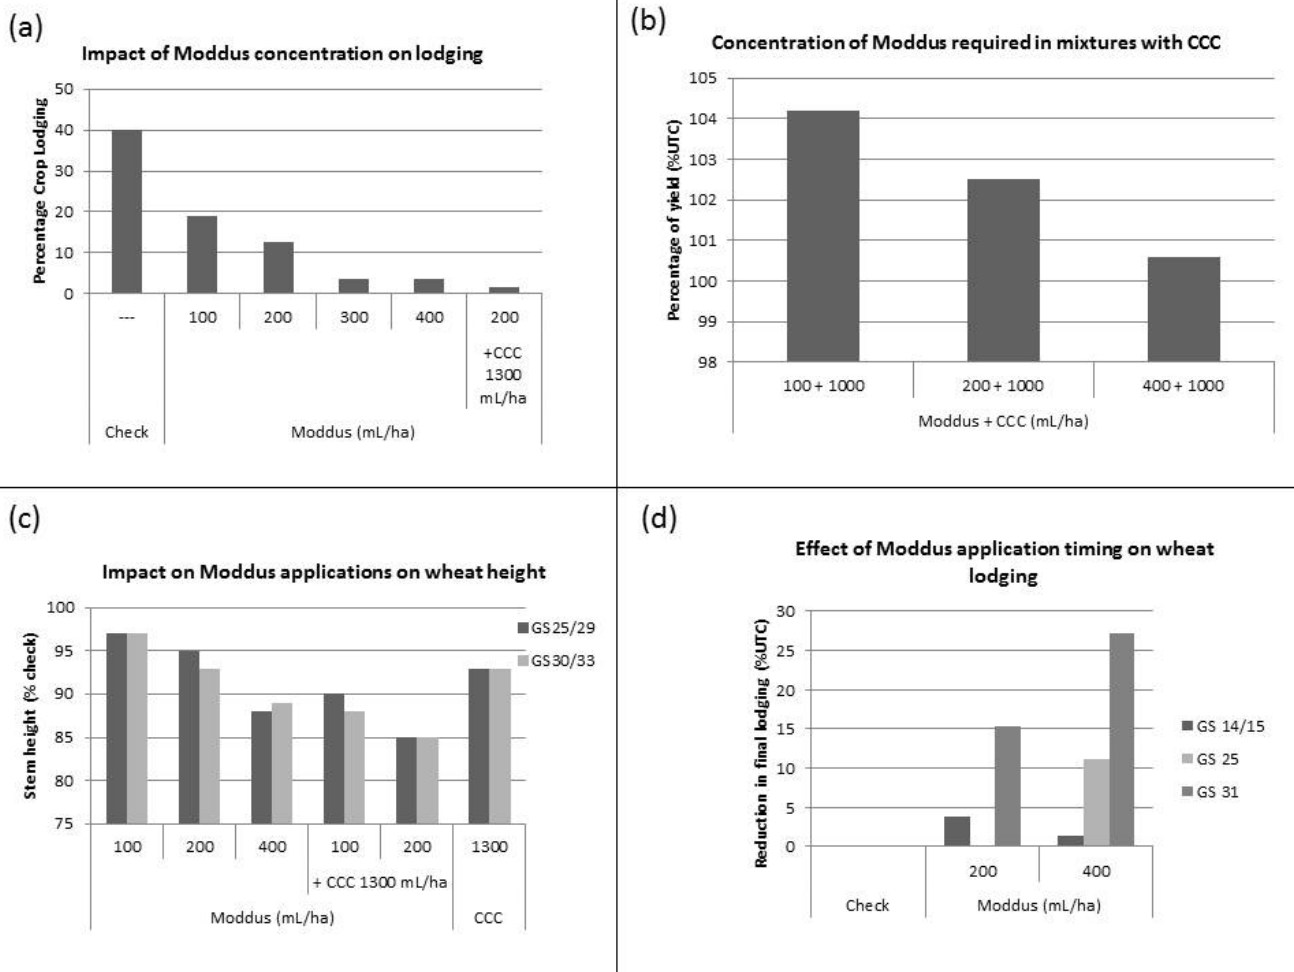 (a)
Impact of Moddus concentration on lodging
Percentage Crop Lodging
50
40
30
20
10
0
--- 100 200 300 400 200
+CCC
1300
mL/ha
Check Moddus (mL/ha)
(b)
Concentration of Moddus required in mixtures with CCC
Percentage of yield (%UTC)
105
104
103
102
101
100
99
98
100 + 1000 200 + 1000 400 + 1000
Moddus + CCC (mL/ha)
(c)
Impact on Moddus applications on wheat height
Stem height (% check)
100
95
90
85
80
75
GS25/29
GS30/33
100 200 400 100 200 1300
+ CCC 1300 mL/ha
Moddus (mL/ha) CCC
(d)
Effect of Moddus application timing on wheat
lodging
Reduction in final lodging (%UTC)
30
25
20
15
10
5
0
GS 14/15
GS 25
GS 31
200 400
Check Moddus (mL/ha)